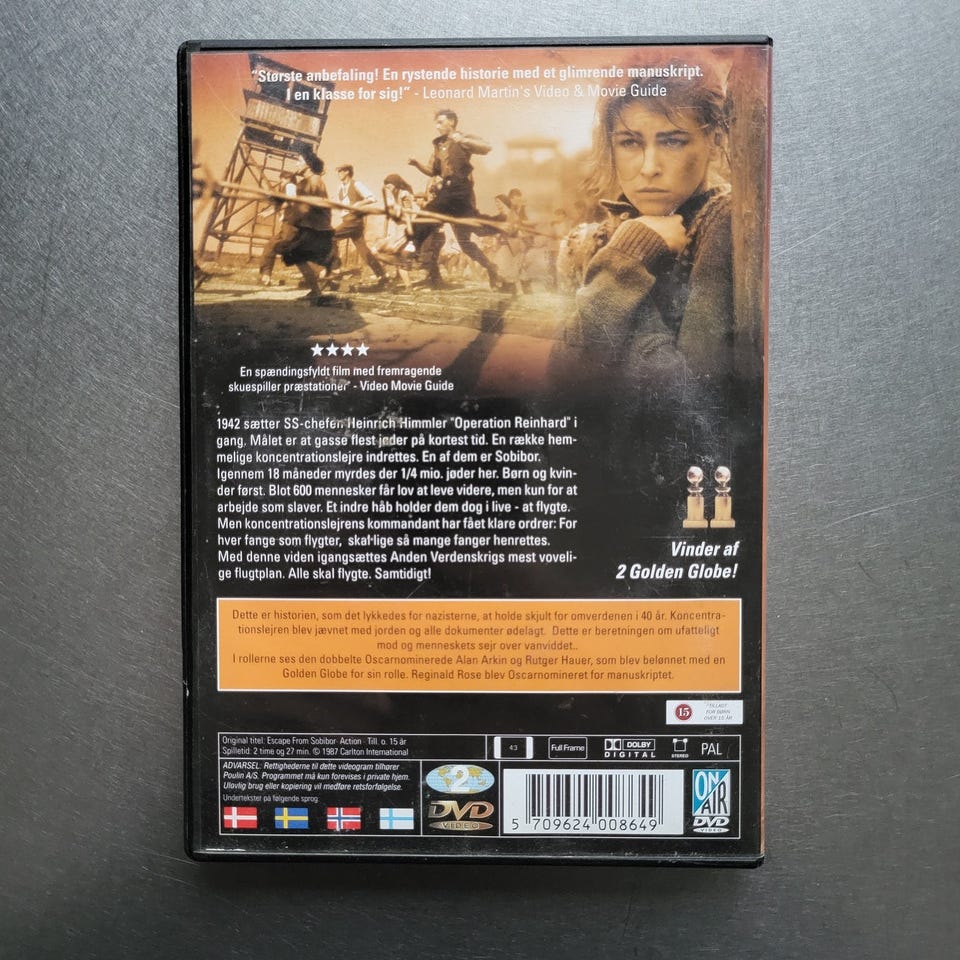 "Største anbefaling! En rystende historie med et glimrende manuskript.
I en klasse for sig!" - Leonard Martin's Video & Movie Guide
En spændingsfyldt film med fremragende
skuespiller præstationer" - Video Movie Guide
1942 sætter SS-chefen Heinrich Himmler "Operation Reinhard" i
gang. Målet er at gasse flest jøder på kortest tid. En række hem-
melige koncentrationslejre indrettes. En af dem er Sobibor.
Igennem 18 måneder myrdes der 1/4 mio. jøder her. Børn og kvin-
der først. Blot 600 mennesker får lov at leve videre, men kun for at
arbejde som slaver. Et indre håb holder dem dog i live - at flygte.
Men koncentrationslejrens kommandant har fået klare ordrer: For
hver fange som flygter, skal lige så mange fanger henrettes.
Med denne viden igangsættes Anden Verdenskrigs mest voveli-
ge flugtplan. Alle skal flygte. Samtidigt!
Vinder af
2 Golden Globe!
Dette er historien, som det lykkedes for nazisterne, at holde skjult for omverdenen i 40 år. Koncentra-
tionslejren blev jævnet med jorden og alle dokumenter ødelagt. Dette er beretningen om ufatteligt
mod og menneskets sejr over vanviddet..
I rollerne ses den dobbelte Oscarnominerede Alan Arkin og Rutger Hauer, som blev belønnet med en
Golden Globe for sin rolle. Reginald Rose blev Oscarnomineret for manuskriptet.
15
TILLADT
FOR BØRN
OVER 15 ÅR
Original titel: Escape From Sobibor· Action · Till. o. 15 år
Spilletid: 2 time og 27 min. © 1987 Carlton International
4:3
Full Frame
DOLBY
DIGITAL
STEREO
PAL
ADVARSEL: Rettighederne til dette videogram tilhører
Poulin A/S. Programmet må kun forevises i private hjem.
Ulovlig brug eller kopiering vil medføre retsforfølgelse.
Undertekster på følgende sprog:
2
DVD
VIDEO
5 709624 008649
ON
AIR
DVD
VIDEO